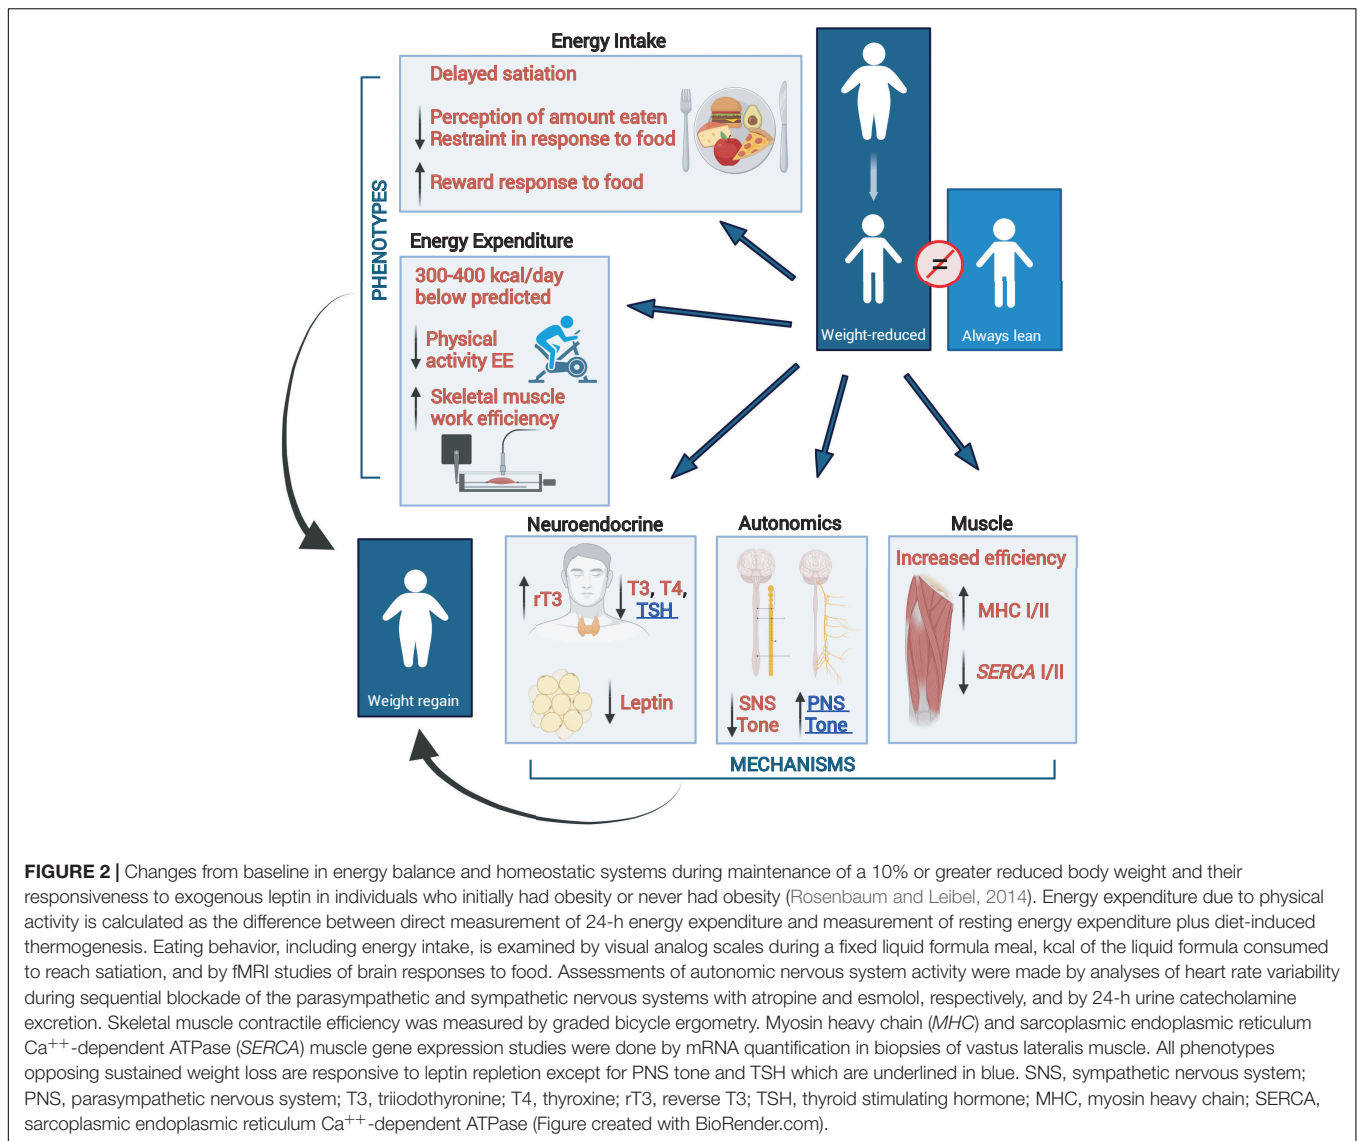 Energy Intake
Delayed satiation
Perception of amount eaten
Restraint in response to food
Reward response to food
PHENOTYPES
Energy Expenditure
300-400 kcal/day
below predicted
Physical
activity EE
Skeletal muscle
work efficiency
=
Weight-reduced
Always lean
Neuroendocrine
rT3
T3, T4,
TSH
Leptin
Autonomics
SNS
Tone
PNS
Tone
Muscle
Increased efficiency
MHC I/II
SERCA I/II
Weight regain
MECHANISMS
FIGURE 2 | Changes from baseline in energy balance and homeostatic systems during maintenance of a 10% or greater reduced body weight and their
responsiveness to exogenous leptin in individuals who initially had obesity or never had obesity (Rosenbaum and Leibel, 2014). Energy expenditure due to physical
activity is calculated as the difference between direct measurement of 24-h energy expenditure and measurement of resting energy expenditure plus diet-induced
thermogenesis. Eating behavior, including energy intake, is examined by visual analog scales during a fixed liquid formula meal, kcal of the liquid formula consumed
to reach satiation, and by fMRI studies of brain responses to food. Assessments of autonomic nervous system activity were made by analyses of heart rate variability
during sequential blockade of the parasympathetic and sympathetic nervous systems with atropine and esmolol, respectively, and by 24-h urine catecholamine
excretion. Skeletal muscle contractile efficiency was measured by graded bicycle ergometry. Myosin heavy chain (MHC) and sarcoplasmic endoplasmic reticulum
Ca++-dependent ATPase (SERCA) muscle gene expression studies were done by mRNA quantification in biopsies of vastus lateralis muscle. All phenotypes
opposing sustained weight loss are responsive to leptin repletion except for PNS tone and TSH which are underlined in blue. SNS, sympathetic nervous system;
PNS, parasympathetic nervous system; T3, triiodothyronine; T4, thyroxine; rT3, reverse T3; TSH, thyroid stimulating hormone; MHC, myosin heavy chain; SERCA,
sarcoplasmic endoplasmic reticulum Ca++-dependent ATPase (Figure created with BioRender.com).